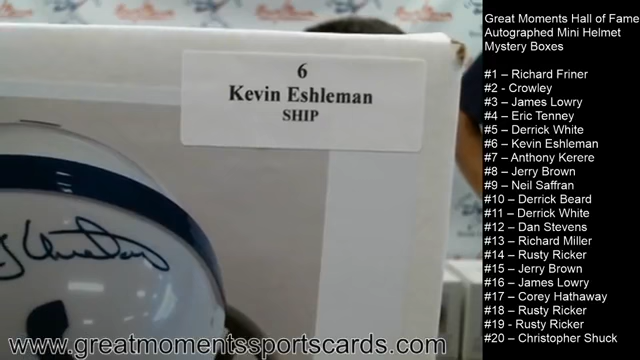 6
Kevin Eshleman
SHIP
www.greatmomentssportscards.com
Great Moments Hall of Fame
Autographed Mini Helmet
Mystery Boxes
#1 – Richard Friner
#2 - Crowley
#3 – James Lowry
#4 – Eric Tenney
#5 – Derrick White
#6 – Kevin Eshleman
#7 – Anthony Kerere
#8 – Jerry Brown
#9 – Neil Saffran
#10 – Derrick Beard
#11 – Derrick White
#12 – Dan Stevens
#13 – Richard Miller
#14 – Rusty Ricker
#15 – Jerry Brown
#16 – James Lowry
#17 – Corey Hathaway
#18 – Rusty Ricker
#19 - Rusty Ricker
#20 – Christopher Shuck